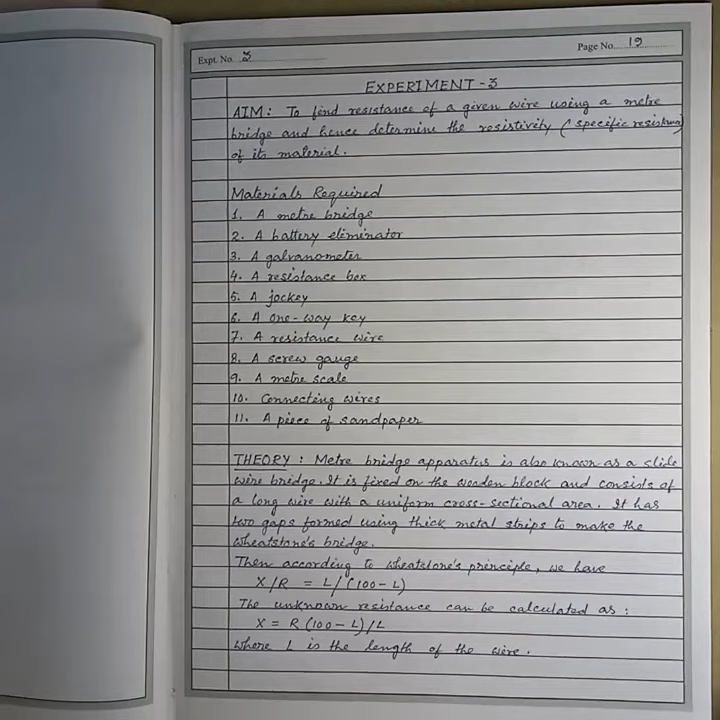 Expt. No. 3
Page No. 19
EXPERIMENT - 3
AIM: To find resistance of a given wire using a metre
bridge and hence determine the resistivity (specific resistance)
of its material.
Materials Required
1. A metre bridge
2. A battery eliminator
3. A galvanometer
4. A resistance box
5. A jockey
6. A one-way key
7. A resistance wire
8. A screw gauge
9. A metre scale
10. Connecting wires
11. A piece of sandpaper
THEORY: Metre bridge apparatus is also known as a slide
wire bridge. It is fixed on the wooden block and consists of
a long wire with a uniform cross-sectional area. It has
two gaps formed using thick metal strips to make the
wheatstone's bridge.
Then according to wheatstone's principle, we have
X/R = L/(100-L)
The unknown resistance can be calculated as:
X = R(100-L)/L
where L is the length of the wire.